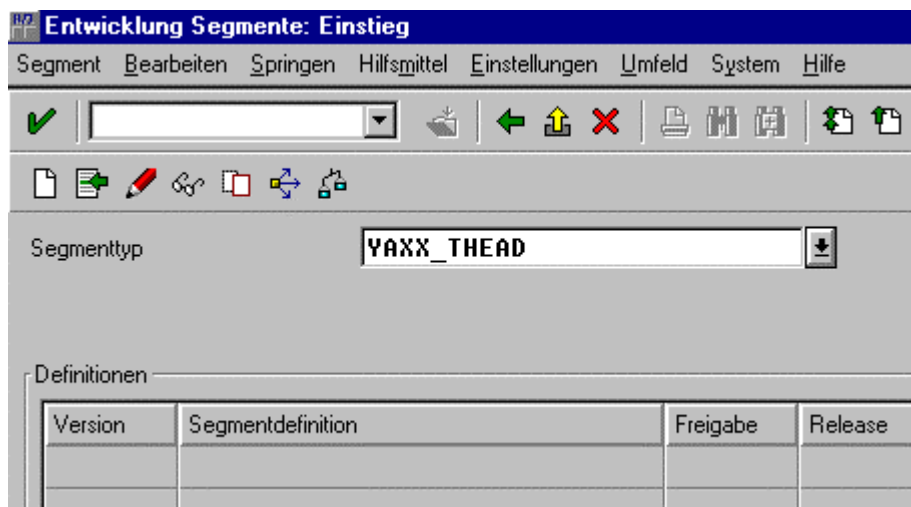 Entwicklung Segmente: Einstieg
Segment Bearbeiten Springen Hilfsmittel Einstellungen Umfeld System Hilfe
Segmenttyp YAXX_THEAD
Definitionen
Version Segmentdefinition Freigabe Release